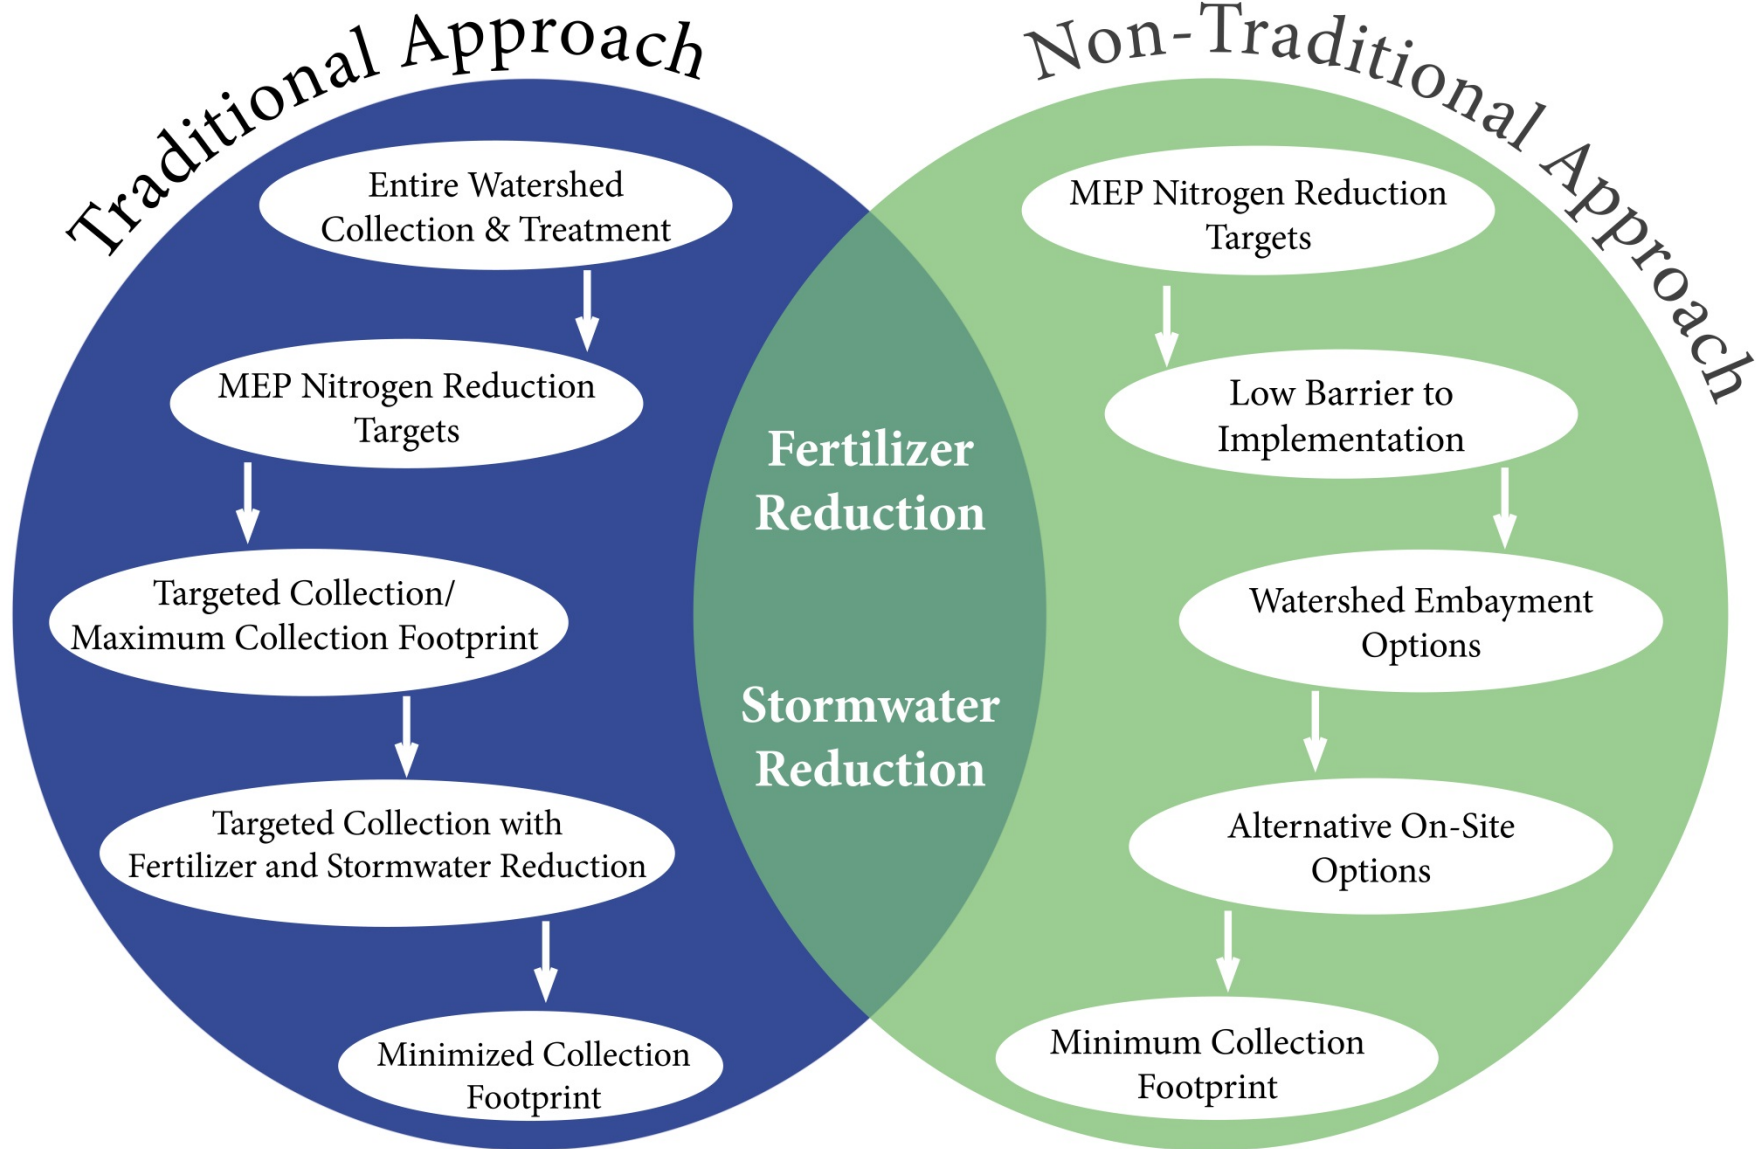 Traditional Approach
Entire Watershed
Collection & Treatment
MEP Nitrogen Reduction
Targets
Targeted Collection/
Maximum Collection Footprint
Targeted Collection with
Fertilizer and Stormwater Reduction
Minimized Collection
Footprint
Fertilizer
Reduction
Stormwater
Reduction
Non-Traditional Approach
MEP Nitrogen Reduction
Targets
Low Barrier to
Implementation
Watershed Embayment
Options
Alternative On-Site
Options
Minimum Collection
Footprint